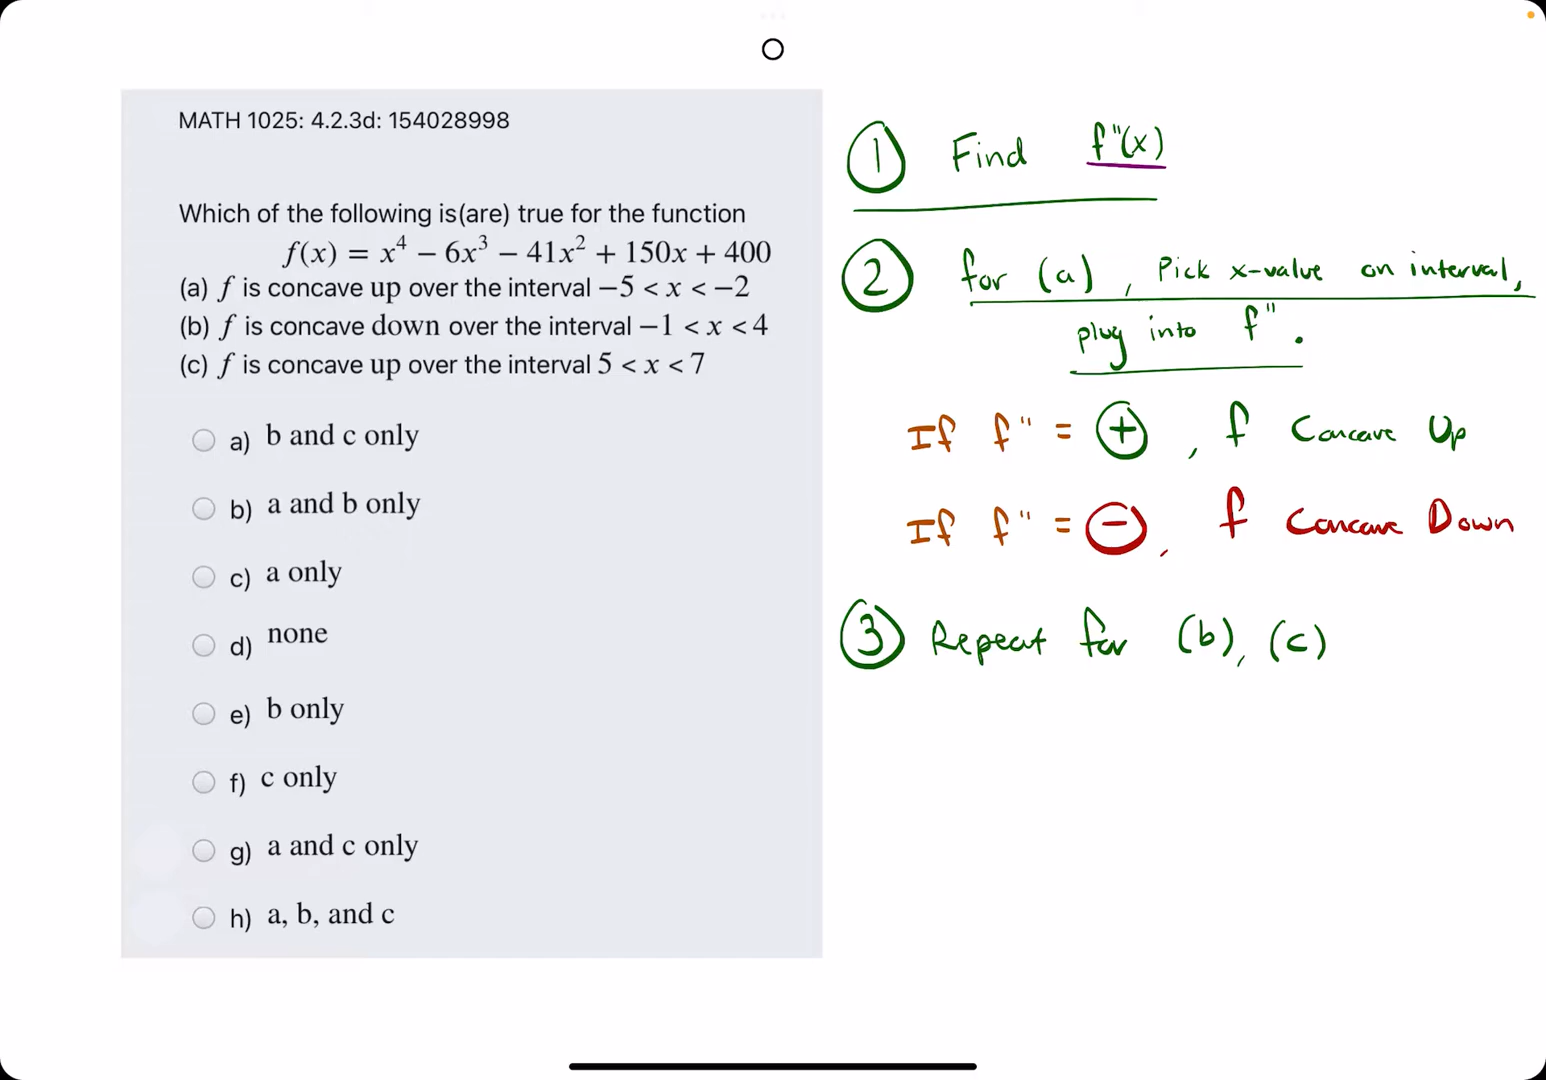 MATH 1025: 4.2.3d: 154028998
Which of the following is(are) true for the function
f(x) = x⁴ − 6x³ − 41x² + 150x + 400
(a) f is concave up over the interval −5 < x < −2
(b) f is concave down over the interval −1 < x < 4
(c) f is concave up over the interval 5 < x < 7
a) b and c only
b) a and b only
c) a only
d) none
e) b only
f) c only
g) a and c only
h) a, b, and c
1 Find f"(x)
2 for (a), Pick x-value on interval,
plug into f".
If f" = +, f Concave Up
If f" = −, f Concave Down
3 Repeat for (b), (c)